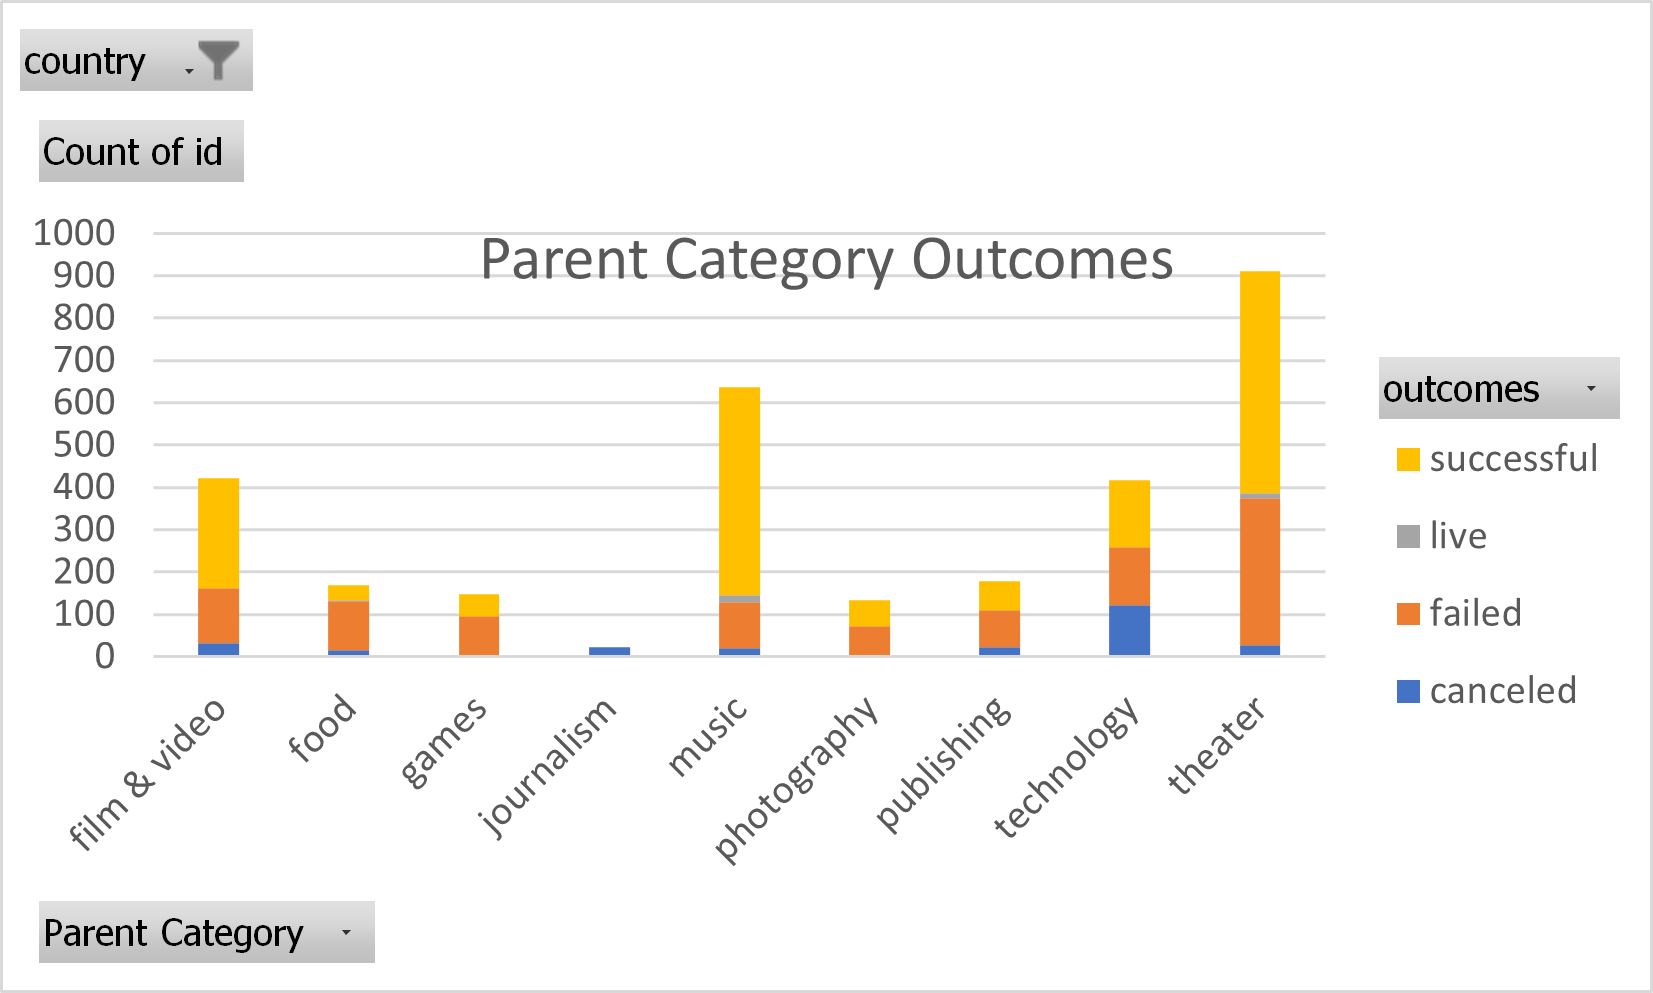 country
Count of id
Parent Category Outcomes
1000
900
800
700
600
500
400
300
200
100
0
film & video
food
games
journalism
music
photography
publishing
technology
theater
outcomes
successful
live
failed
canceled
Parent Category